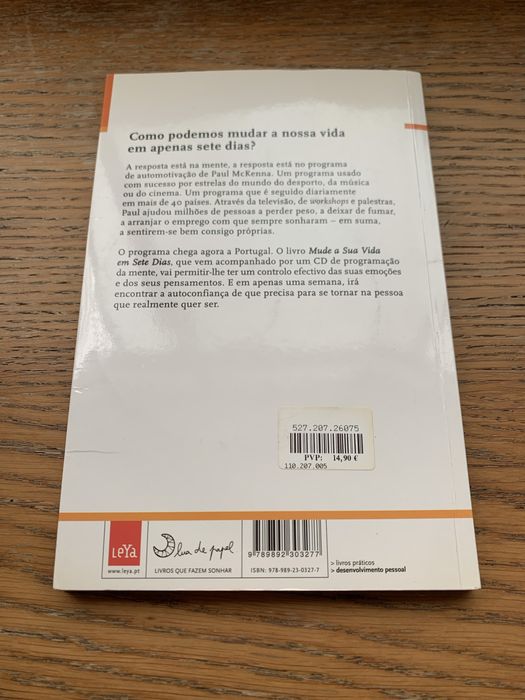 Como podemos mudar a nossa vida
em apenas sete dias?
A resposta está na mente, a resposta está no programa
de automotivação de Paul McKenna. Um programa usado
com sucesso por estrelas do mundo do desporto, da música
ou do cinema. Um programa que é seguido diariamente
em mais de 40 países. Através da televisão, de workshops e palestras,
Paul ajudou milhões de pessoas a perder peso, a deixar de fumar,
a arranjar o emprego com que sempre sonharam – em suma,
a sentirem-se bem consigo próprias.
O programa chega agora a Portugal. O livro Mude a Sua Vida
em Sete Dias, que vem acompanhado por um CD de programação
da mente, vai permitir-lhe ter um controlo efectivo das suas emoções
e dos seus pensamentos. E em apenas uma semana, irá
encontrar a autoconfiança de que precisa para se tornar na pessoa
que realmente quer ser.
527.207.26075
PVP: 14,90 €
110.207.005
LeYa
www.leya.pt
lua de papel
LIVROS QUE FAZEM SONHAR
9 789892 303277
ISBN: 978-989-23-0327-7
> livros práticos
> desenvolvimento pessoal